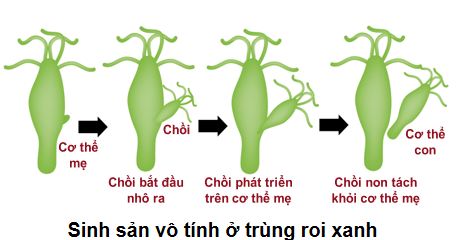 Cơ thể
mẹ
Chồi
Cơ thể
con
Chồi bắt đầu
nhô ra
Chồi phát triển
trên cơ thể mẹ
Chồi non tách
khỏi cơ thể mẹ
Sinh sản vô tính ở trùng roi xanh